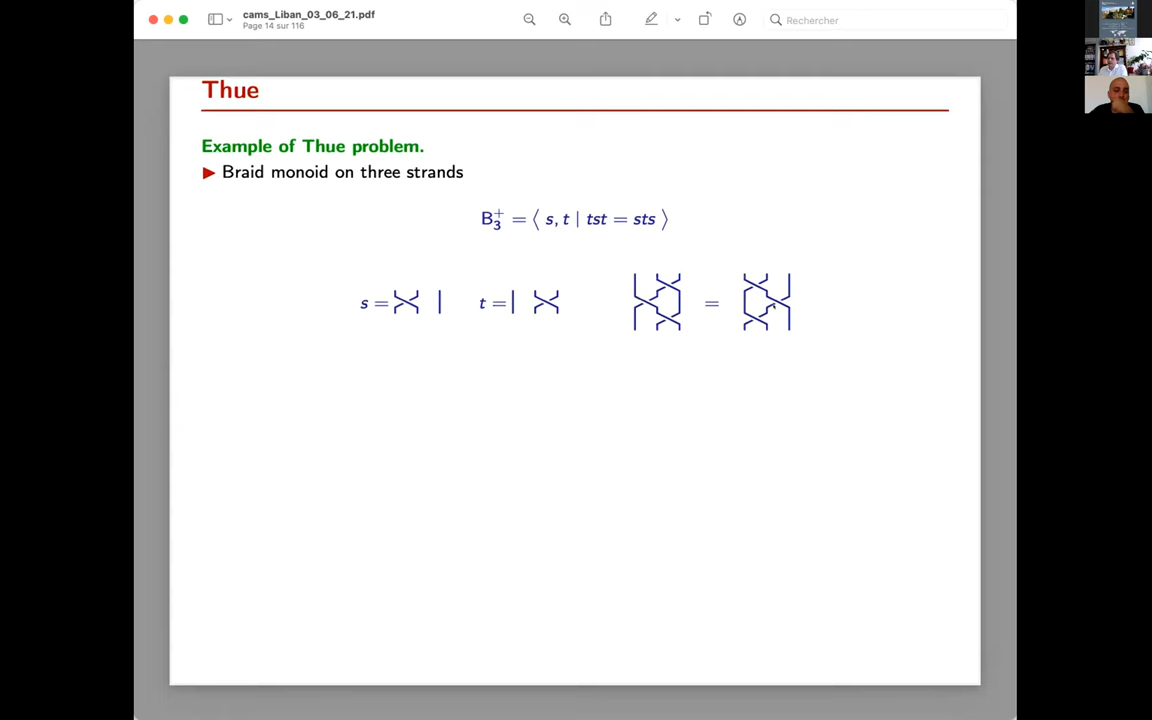 cams_Liban_03_06_21.pdf
Page 14 sur 116
Rechercher
Thue
Example of Thue problem.
▶ Braid monoid on three strands
B₃⁺ = ⟨ s, t | tst = sts ⟩
s = t = =